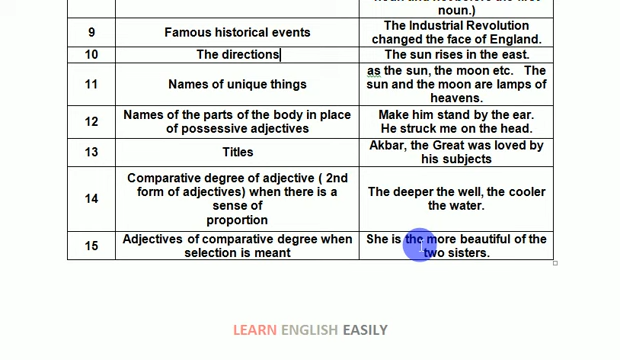 noun.)
9 Famous historical events The Industrial Revolution
changed the face of England.
10 The directions The sun rises in the east.
11 Names of unique things as the sun, the moon etc. The
sun and the moon are lamps of
heavens.
12 Names of the parts of the body in place
of possessive adjectives Make him stand by the ear.
He struck me on the head.
13 Titles Akbar, the Great was loved by
his subjects
14 Comparative degree of adjective ( 2nd
form of adjectives) when there is a
sense of
proportion The deeper the well, the cooler
the water.
15 Adjectives of comparative degree when
selection is meant She is the more beautiful of the
two sisters.
LEARN ENGLISH EASILY